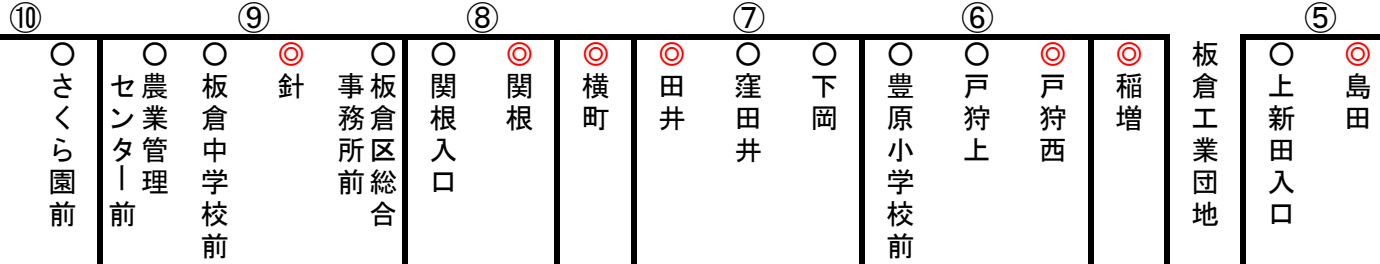 ⑩ ⑨ ⑧ ⑦ ⑥ ⑤
○さくら園前
○農業管理
センター前
○板倉中学校前
◎針
○板倉区総合
事務所前
○関根入口
◎関根
◎横町
◎田井
○窪田井
○下岡
○豊原小学校前
○戸狩上
◎戸狩西
◎稲増
板倉工業団地
○上新田入口
◎島田